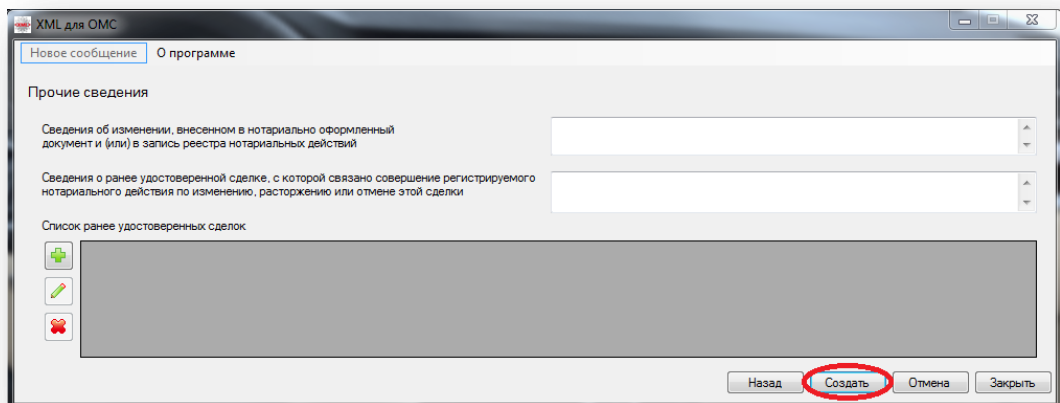 XML для ОМС
Новое сообщение О программе
Прочие сведения
Сведения об изменении, внесенном в нотариально оформленный
документ и (или) в запись реестра нотариальных действий
Сведения о ранее удостоверенной сделке, с которой связано совершение регистрируемого
нотариального действия по изменению, расторжению или отмене этой сделки
Список ранее удостоверенных сделок
Назад Создать Отмена Закрыть